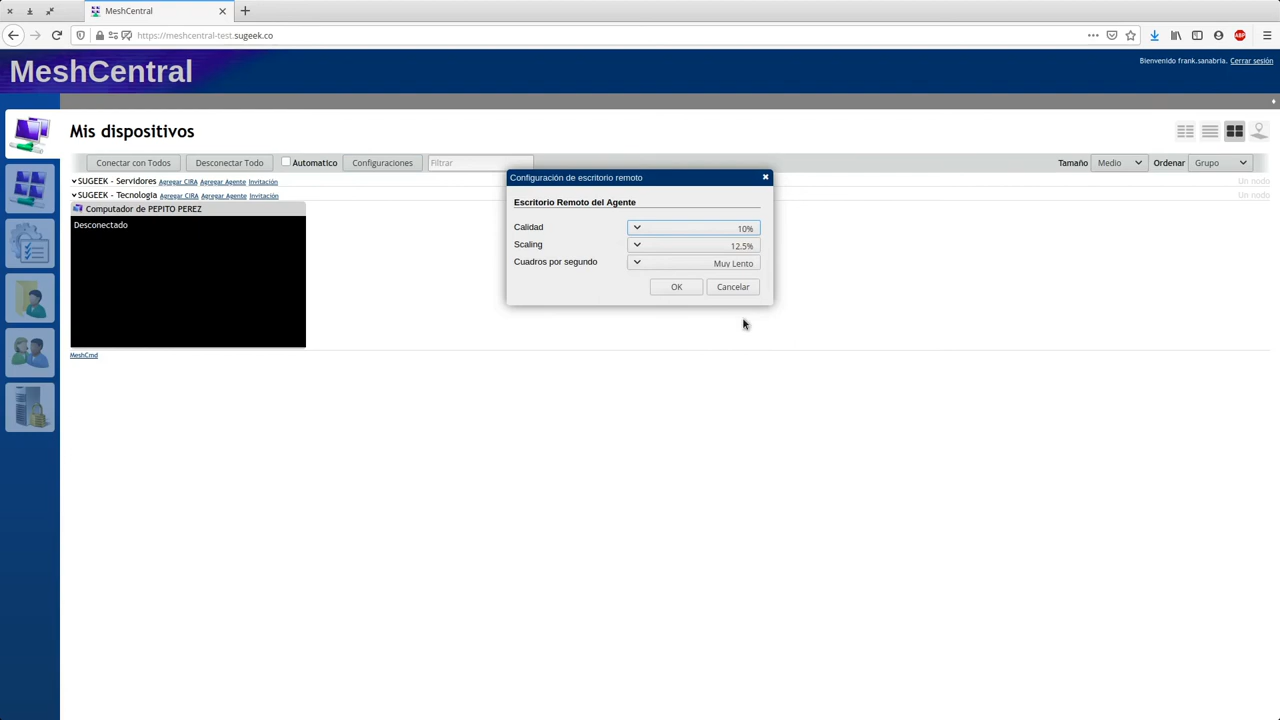 MeshCentral
https://meshcentral-test.sugeek.co
ABP
MeshCentral
Bienvenido frank.sanabria. Cerrar sesión
Mis dispositivos
Conectar con Todos Desconectar Todo Automatico Configuraciones Filtrar Tamaño Medio Ordenar Grupo
SUGEEK - Servidores Agregar CIRA Agregar Agente Invitación Un nodo
SUGEEK - Tecnologia Agregar CIRA Agregar Agente Invitación Un nodo
Computador de PEPITO PEREZ
Desconectado
MeshCmd
Configuración de escritorio remoto
Escritorio Remoto del Agente
Calidad 10%
Scaling 12.5%
Cuadros por segundo Muy Lento
OK Cancelar